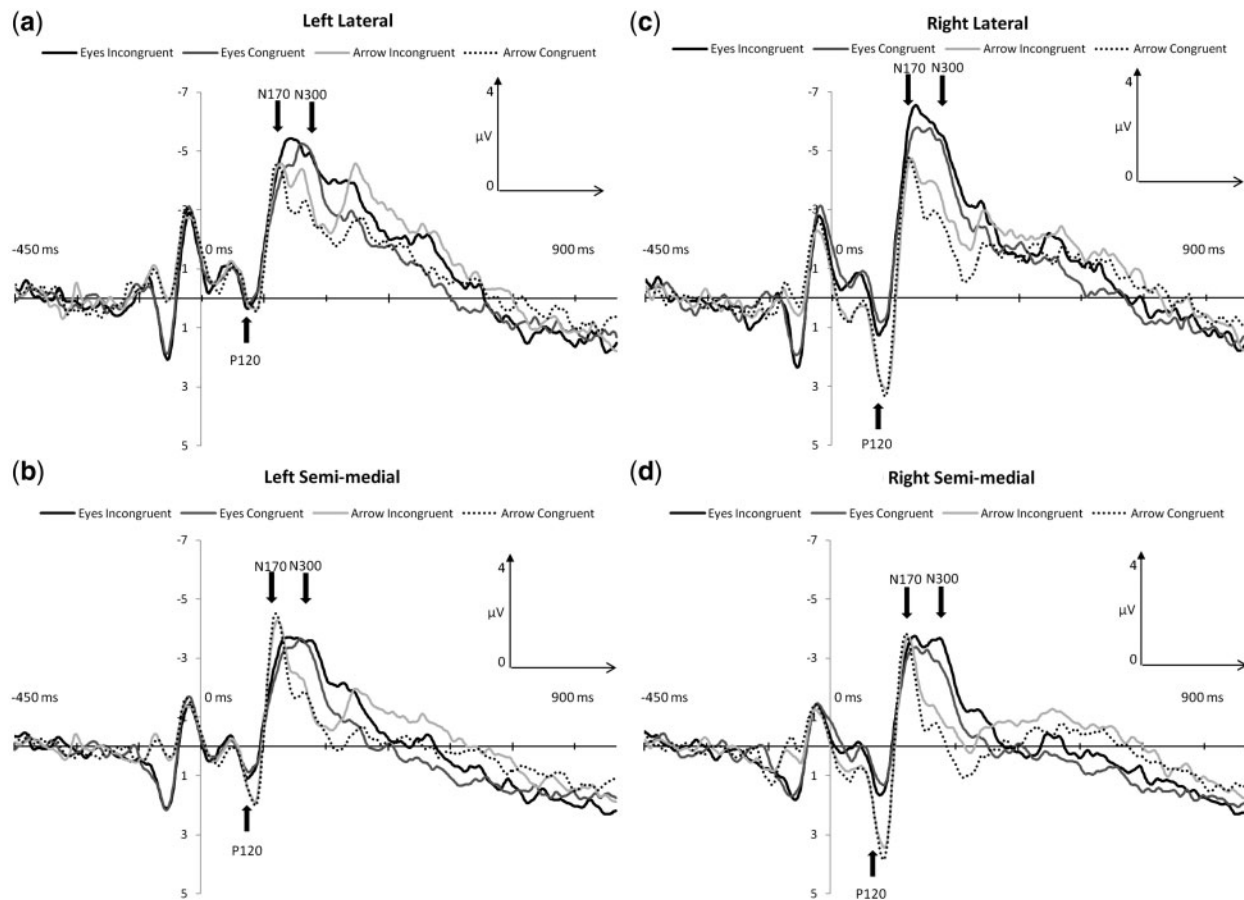 (a)
Left Lateral
Eyes Incongruent Eyes Congruent Arrow Incongruent Arrow Congruent
-7
N170 N300
4
-5
μV
0
-3
-450 ms 0 ms 900 ms
1
1
P120
3
5
(c)
Right Lateral
Eyes Incongruent Eyes Congruent Arrow Incongruent Arrow Congruent
N170 N300
-7
4
-5
μV
0
-3
-450 ms 0 ms 900 ms
1
1
3
P120
5
(b)
Left Semi-medial
Eyes Incongruent Eyes Congruent Arrow Incongruent Arrow Congruent
-7
N170 N300
4
-5
μV
-3
0
-450 ms 0 ms 900 ms
1
1
3
P120
5
(d)
Right Semi-medial
Eyes Incongruent Eyes Congruent Arrow Incongruent Arrow Congruent
-7
N170 N300
4
-5
μV
-3
0
-450 ms 0 ms 900 ms
1
1
3
P120
5